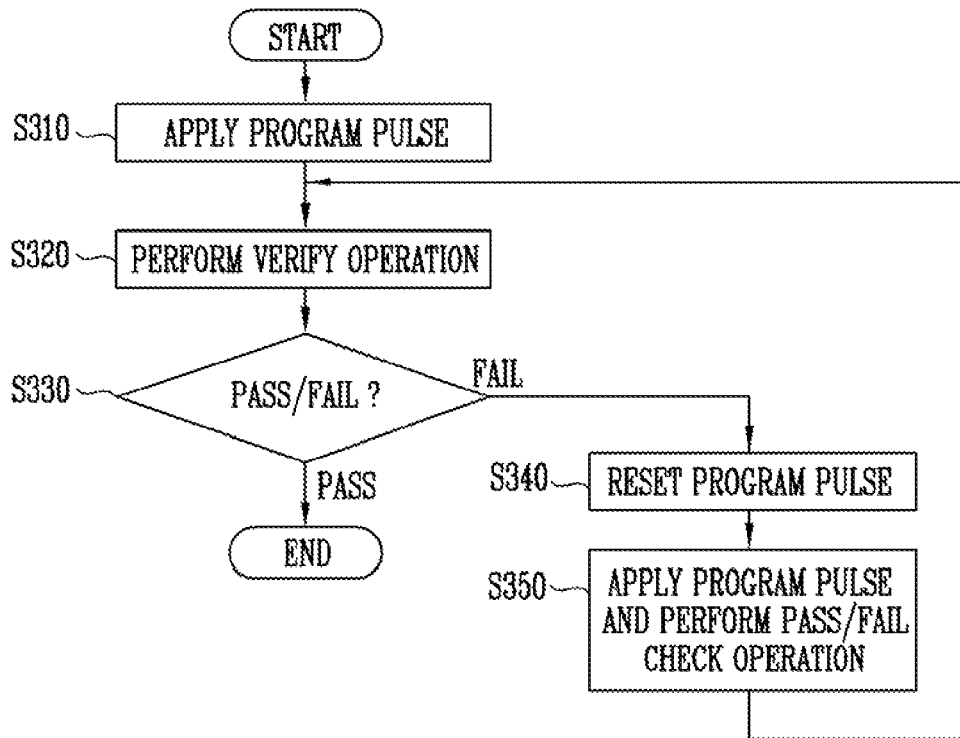 START
S310
APPLY PROGRAM PULSE
S320
PERFORM VERIFY OPERATION
S330
PASS/FAIL ?
FAIL
PASS
END
S340
RESET PROGRAM PULSE
S350
APPLY PROGRAM PULSE
AND PERFORM PASS/FAIL
CHECK OPERATION